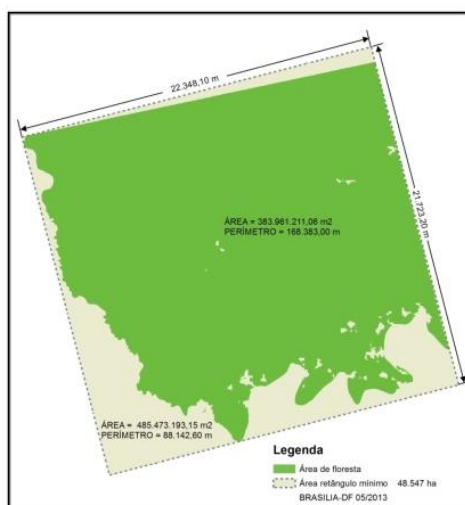 22.348,10 m
21.723,20 m
ÁREA = 383.961.211,06 m2
PERÍMETRO = 168.383,00 m
ÁREA = 485.473.193,15 m2
PERÍMETRO = 88.142,60 m
Legenda
Área de floresta
Área retângulo mínimo 48.547 ha
BRASILIA-DF 05/2013